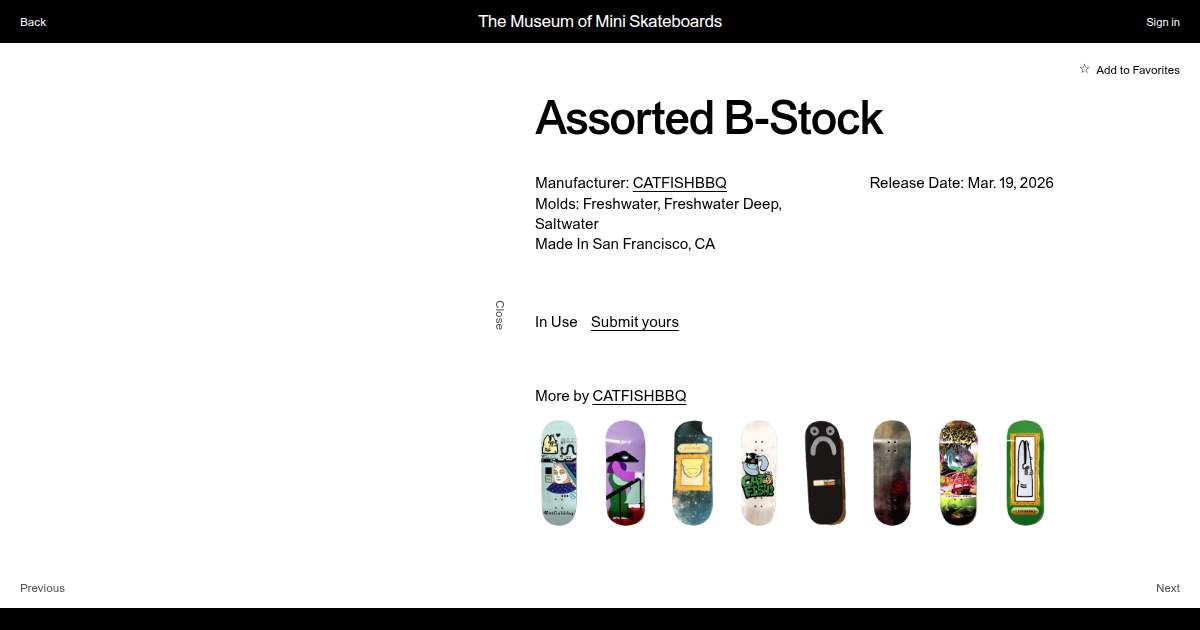 Back
The Museum of Mini Skateboards
Sign in
☆ Add to Favorites
Assorted B-Stock
Manufacturer: CATFISHBBQ
Molds: Freshwater, Freshwater Deep,
Saltwater
Made In San Francisco, CA
Release Date: Mar. 19, 2026
Close
In Use Submit yours
More by CATFISHBBQ
Previous
Next